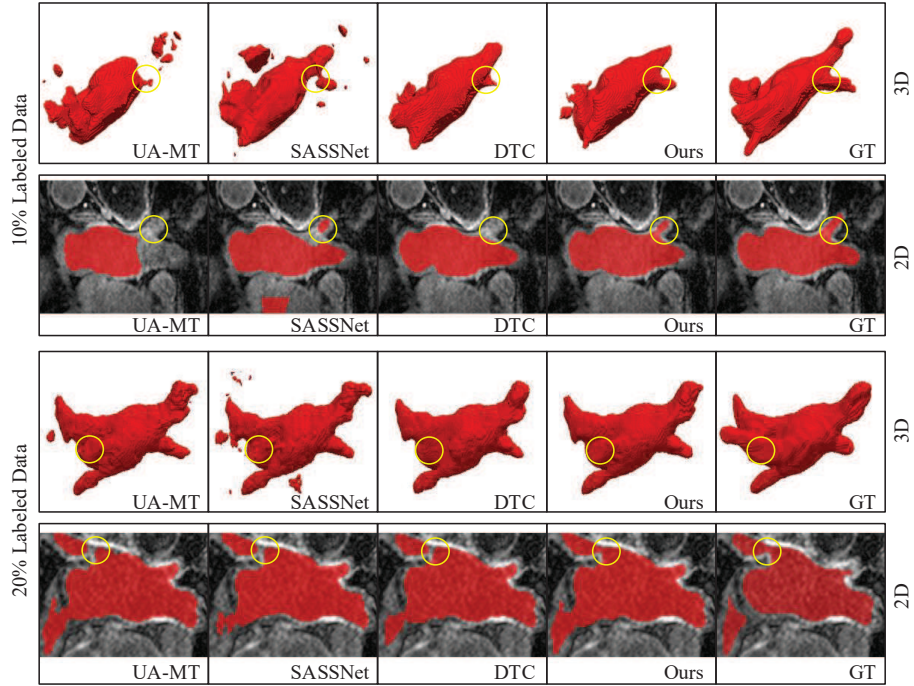 10% Labeled Data
UA-MT SASSNet DTC Ours GT
3D
UA-MT SASSNet DTC Ours GT
2D
20% Labeled Data
UA-MT SASSNet DTC Ours GT
3D
UA-MT SASSNet DTC Ours GT
2D